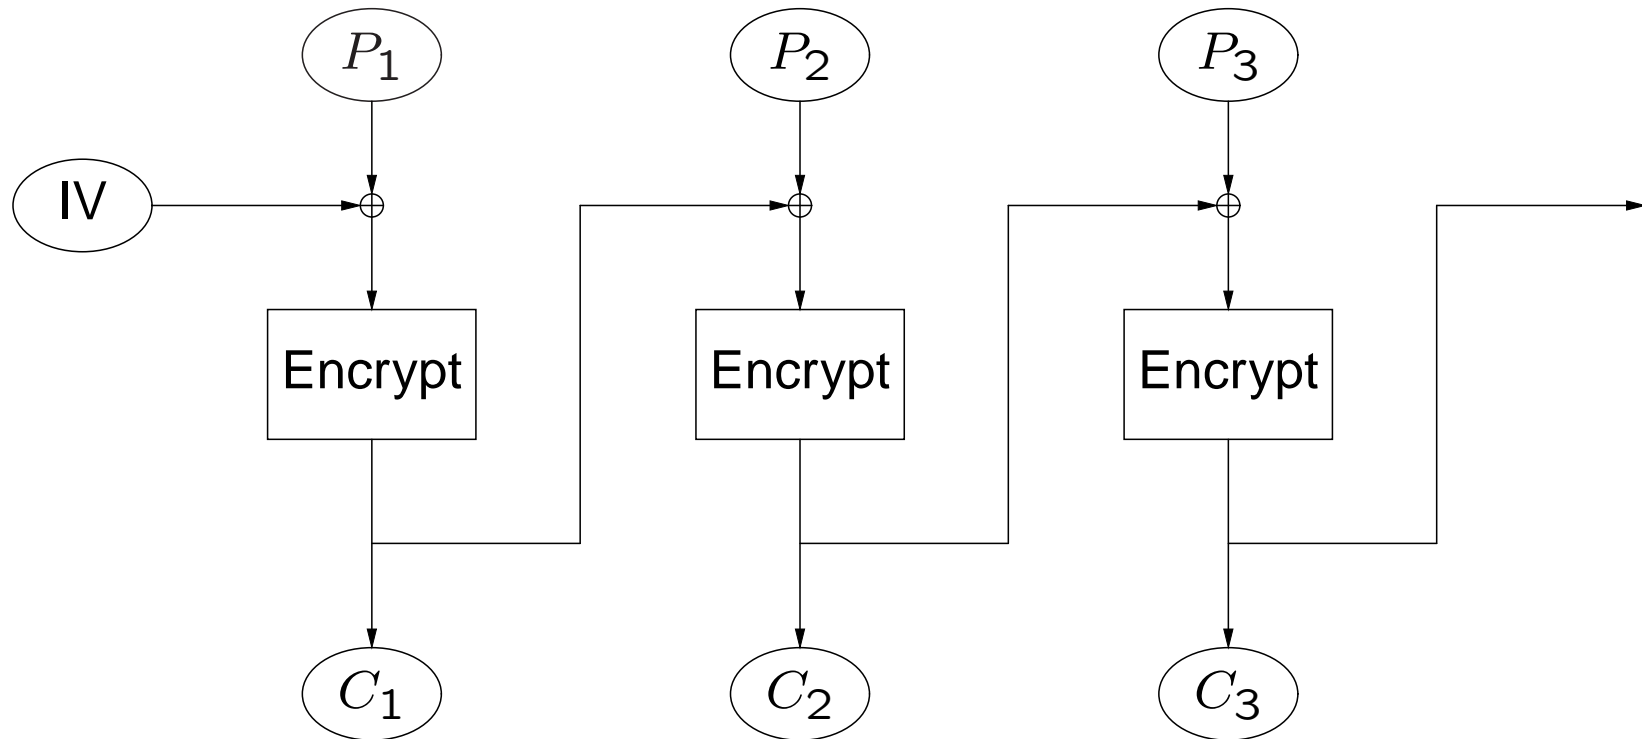 P₁ P₂ P₃
IV
Encrypt Encrypt Encrypt
C₁ C₂ C₃